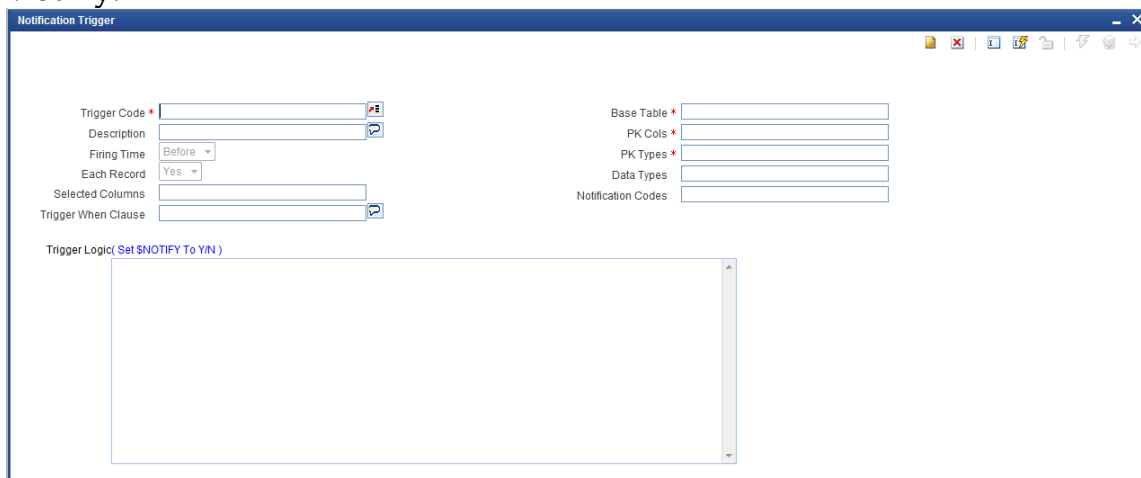 Notification Trigger
Trigger Code *
Description
Firing Time Before
Each Record Yes
Selected Columns
Trigger When Clause
Base Table *
PK Cols *
PK Types *
Data Types
Notification Codes
Trigger Logic( Set $NOTIFY To Y/N )